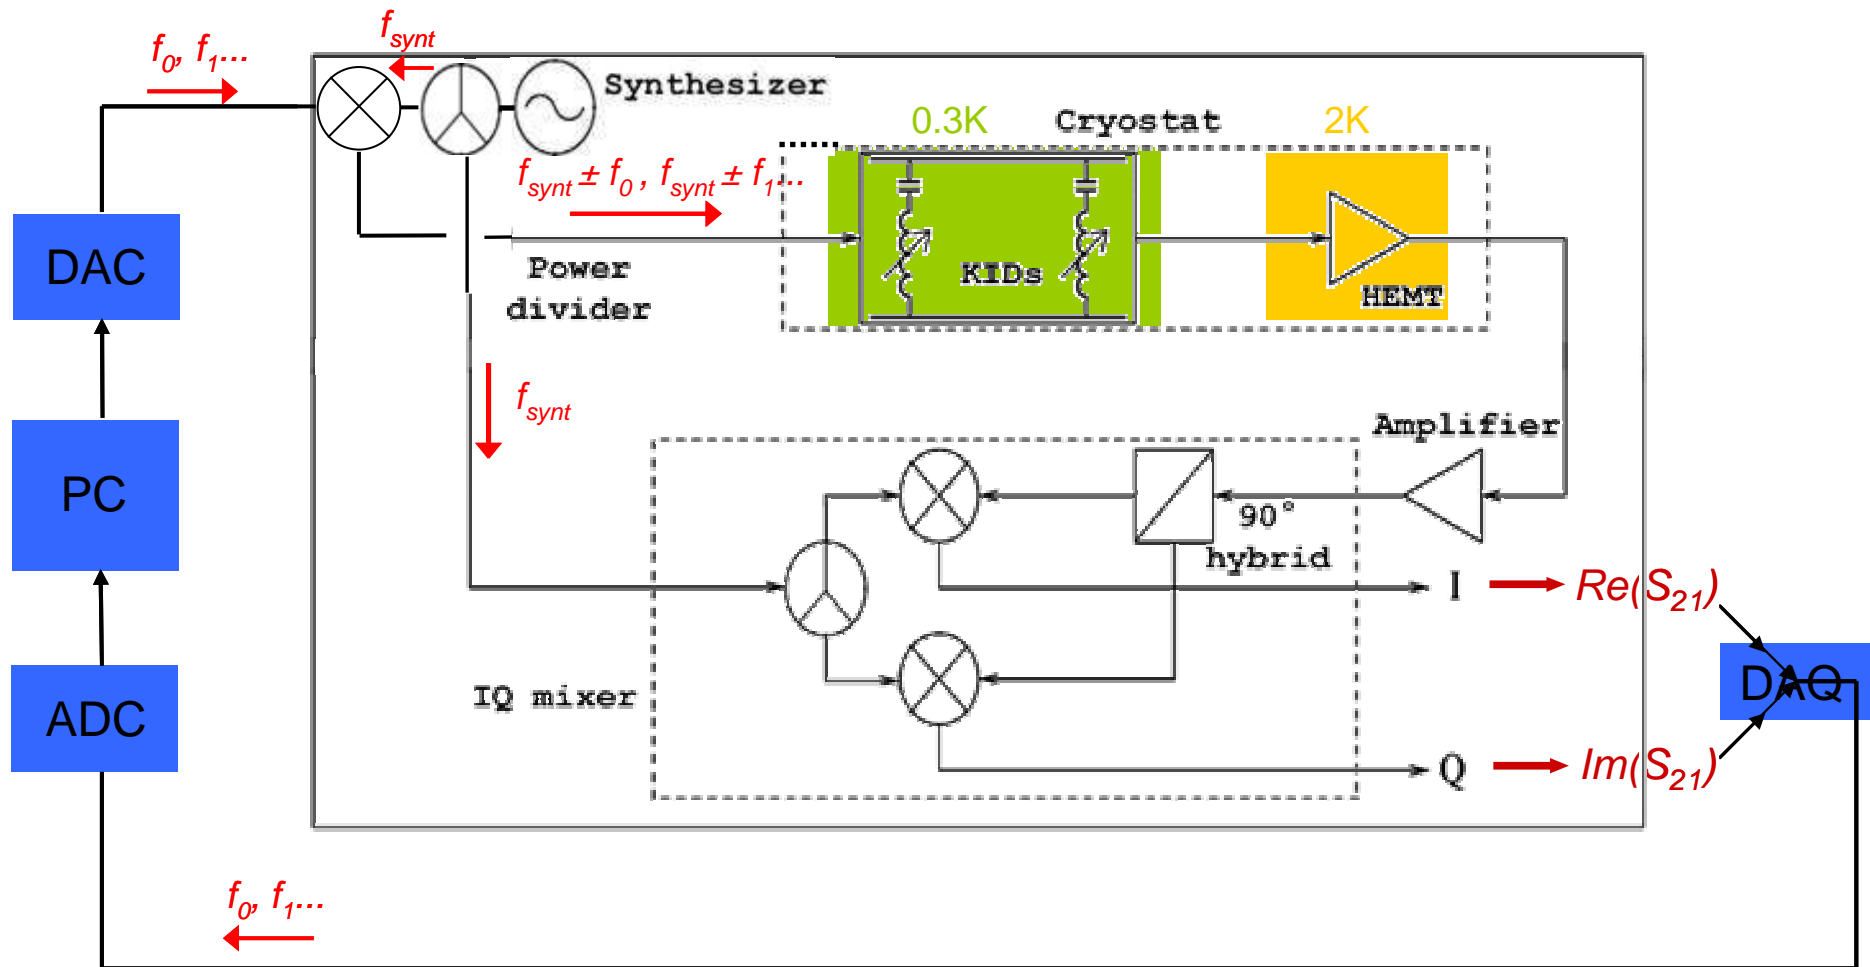 f_synt
f_0, f_1...
Synthesizer
0.3K
Cryostat
2K
f_synt ± f_0 , f_synt ± f_1...
DAC
Power
divider
KIDs
HEMT
f_synt
Amplifier
PC
90°
hybrid
I
Re(S_21)
DAQ
IQ mixer
ADC
Q
Im(S_21)
f_0, f_1...